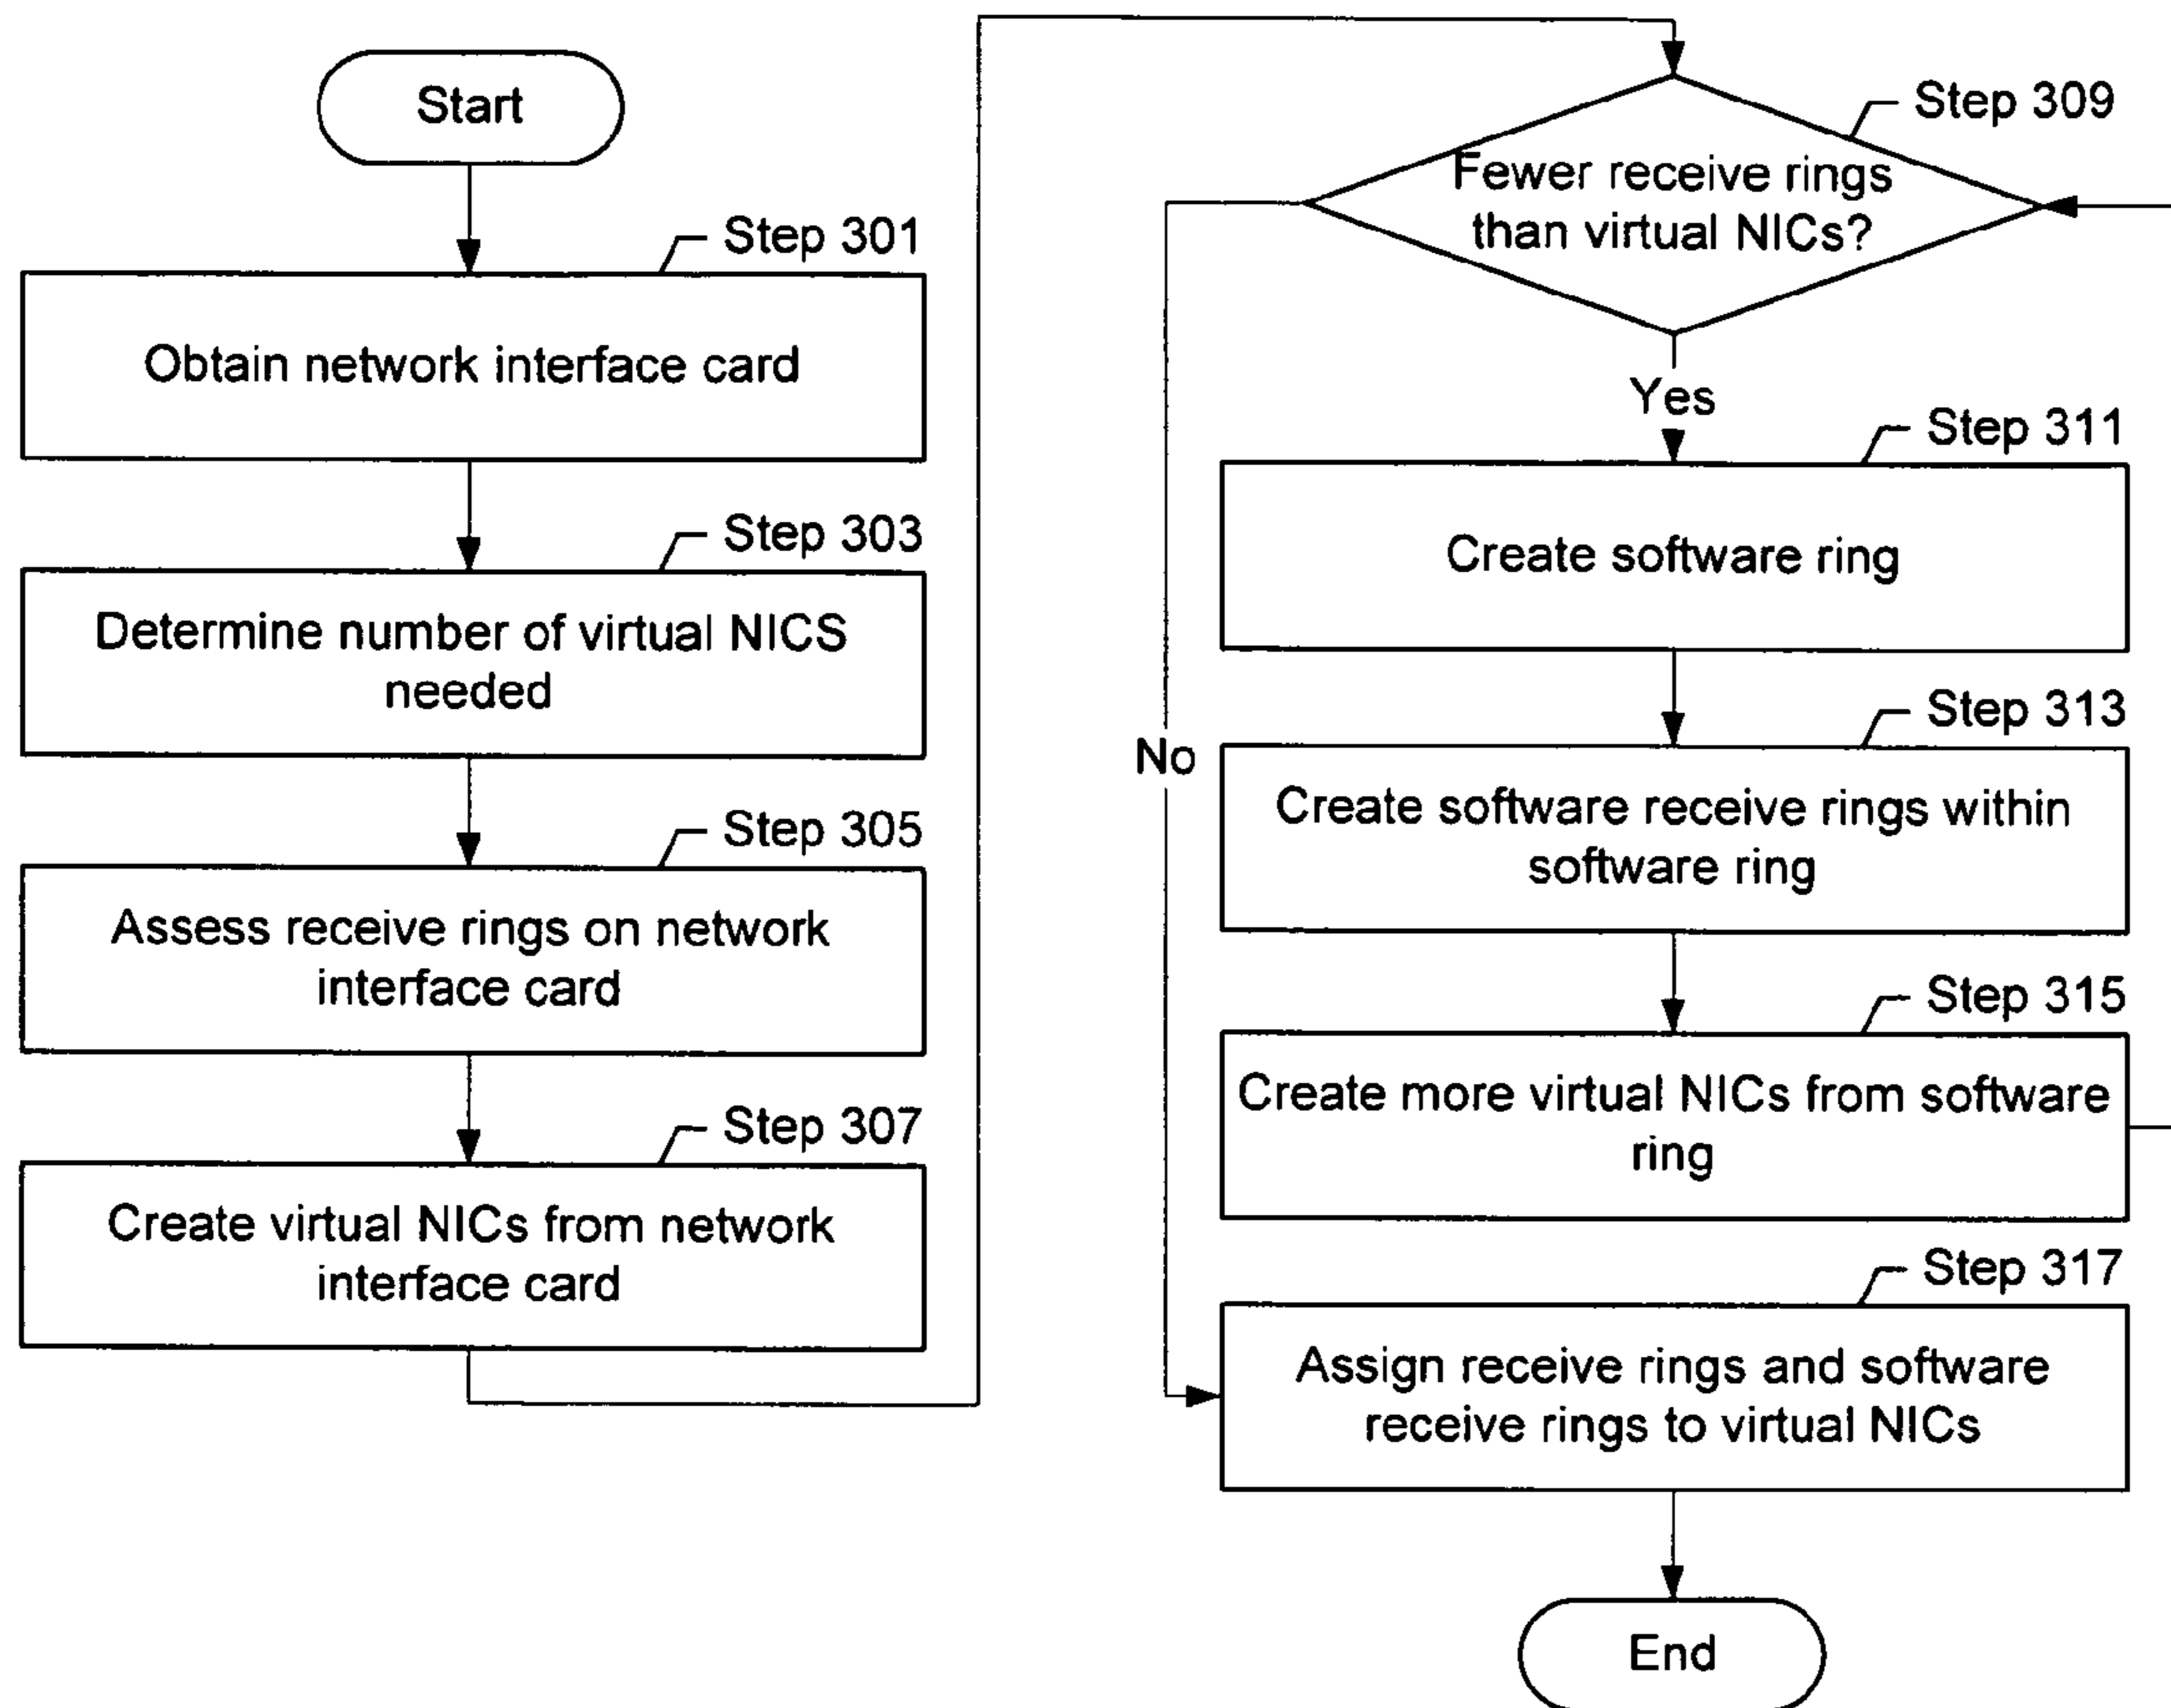 Start
Step 301
Obtain network interface card
Step 303
Determine number of virtual NICS
needed
Step 305
Assess receive rings on network
interface card
Step 307
Create virtual NICs from network
interface card
Step 309
Fewer receive rings
than virtual NICs?
Yes
No
Step 311
Create software ring
Step 313
Create software receive rings within
software ring
Step 315
Create more virtual NICs from software
ring
Step 317
Assign receive rings and software
receive rings to virtual NICs
End